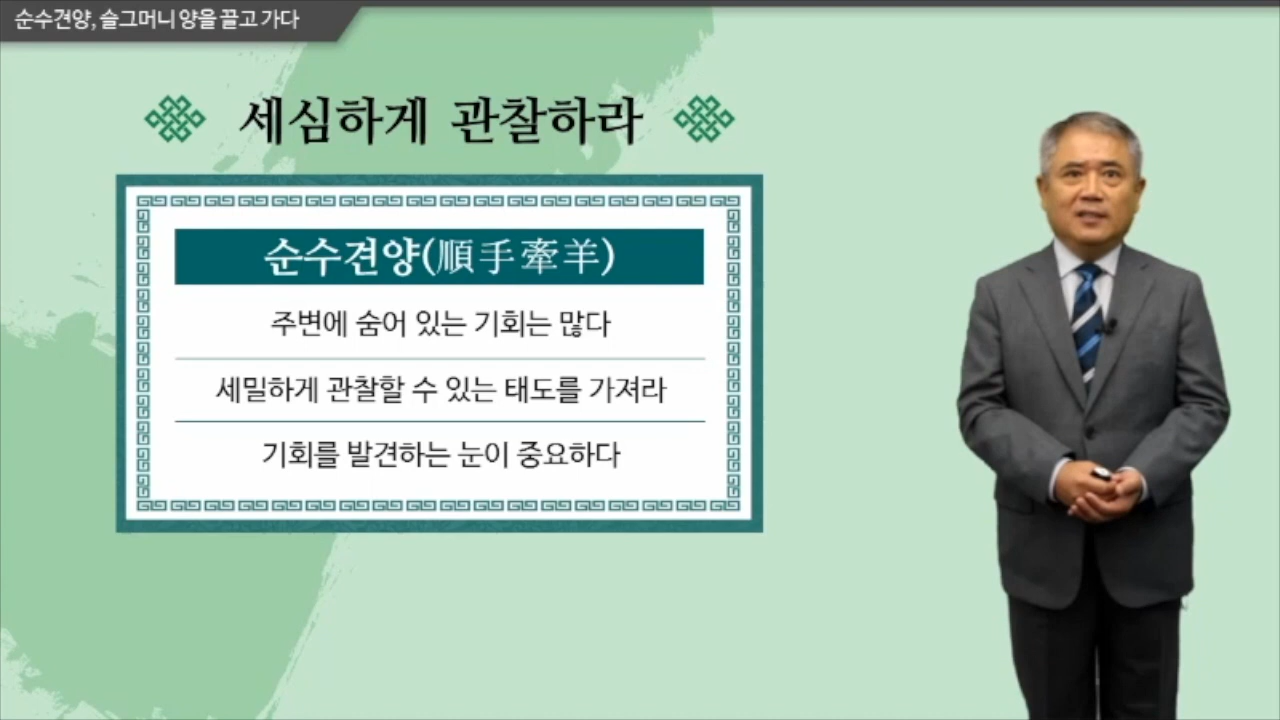 순수견양, 슬그머니 양을 끌고 가다
세심하게 관찰하라
순수견양(順手牽羊)
주변에 숨어 있는 기회는 많다
세밀하게 관찰할 수 있는 태도를 가져라
기회를 발견하는 눈이 중요하다